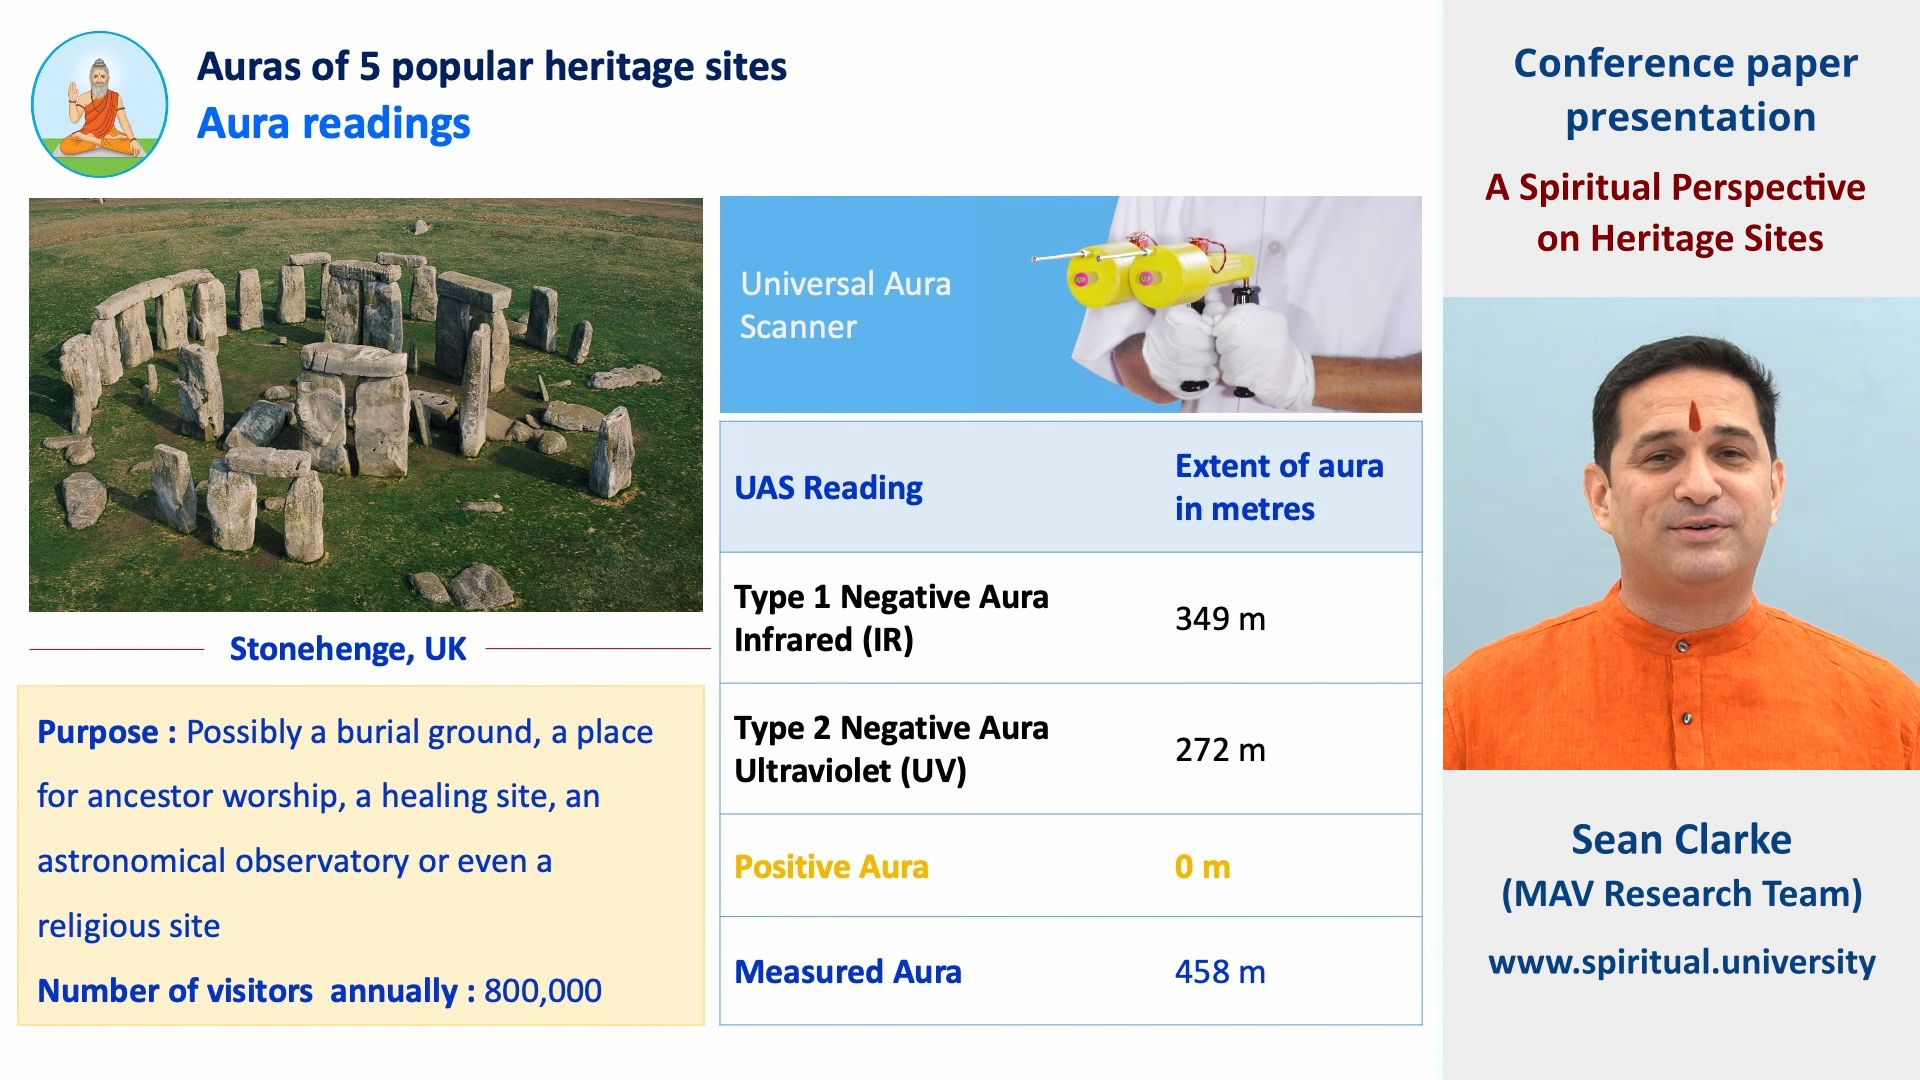 Auras of 5 popular heritage sites
Aura readings
Universal Aura
Scanner
Stonehenge, UK
Purpose : Possibly a burial ground, a place
for ancestor worship, a healing site, an
astronomical observatory or even a
religious site
Number of visitors annually : 800,000
UAS Reading
Extent of aura
in metres
Type 1 Negative Aura
Infrared (IR)
349 m
Type 2 Negative Aura
Ultraviolet (UV)
272 m
Positive Aura
0 m
Measured Aura
458 m
Conference paper
presentation
A Spiritual Perspective
on Heritage Sites
Sean Clarke
(MAV Research Team)
www.spiritual.university